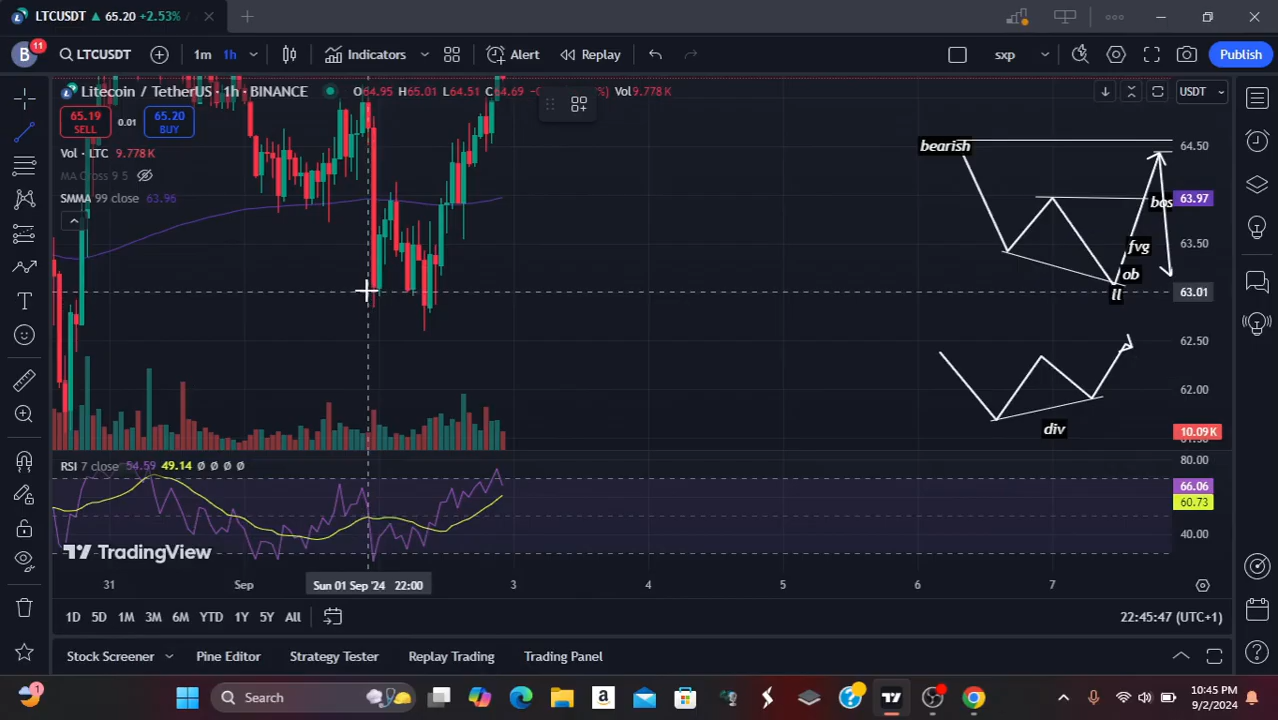 LTCUSDT ▲ 65.20 +2.53% /
11
B
LTCUSDT
1m 1h
Indicators
Alert
Replay
sxp
Publish
Litecoin / TetherUS · 1h · BINANCE
O64.95 H65.01 L64.51 C64.69
Vol9.778 K
USDT
65.19
SELL
0.01
65.20
BUY
Vol · LTC 9.778 K
MA Cross 9 5
SMMA 99 close 63.96
bearish
bos
fvg
ob
ll
div
64.50
63.97
63.50
63.01
62.50
62.00
10.09K
RSI 7 close 54.59 49.14 Ø Ø Ø Ø
80.00
66.06
60.73
40.00
TradingView
31 Sep Sun 01 Sep '24 22:00 3 4 5 6 7
1D 5D 1M 3M 6M YTD 1Y 5Y All
22:45:47 (UTC+1)
Stock Screener Pine Editor Strategy Tester Replay Trading Trading Panel
1
Search
10:45 PM
9/2/2024